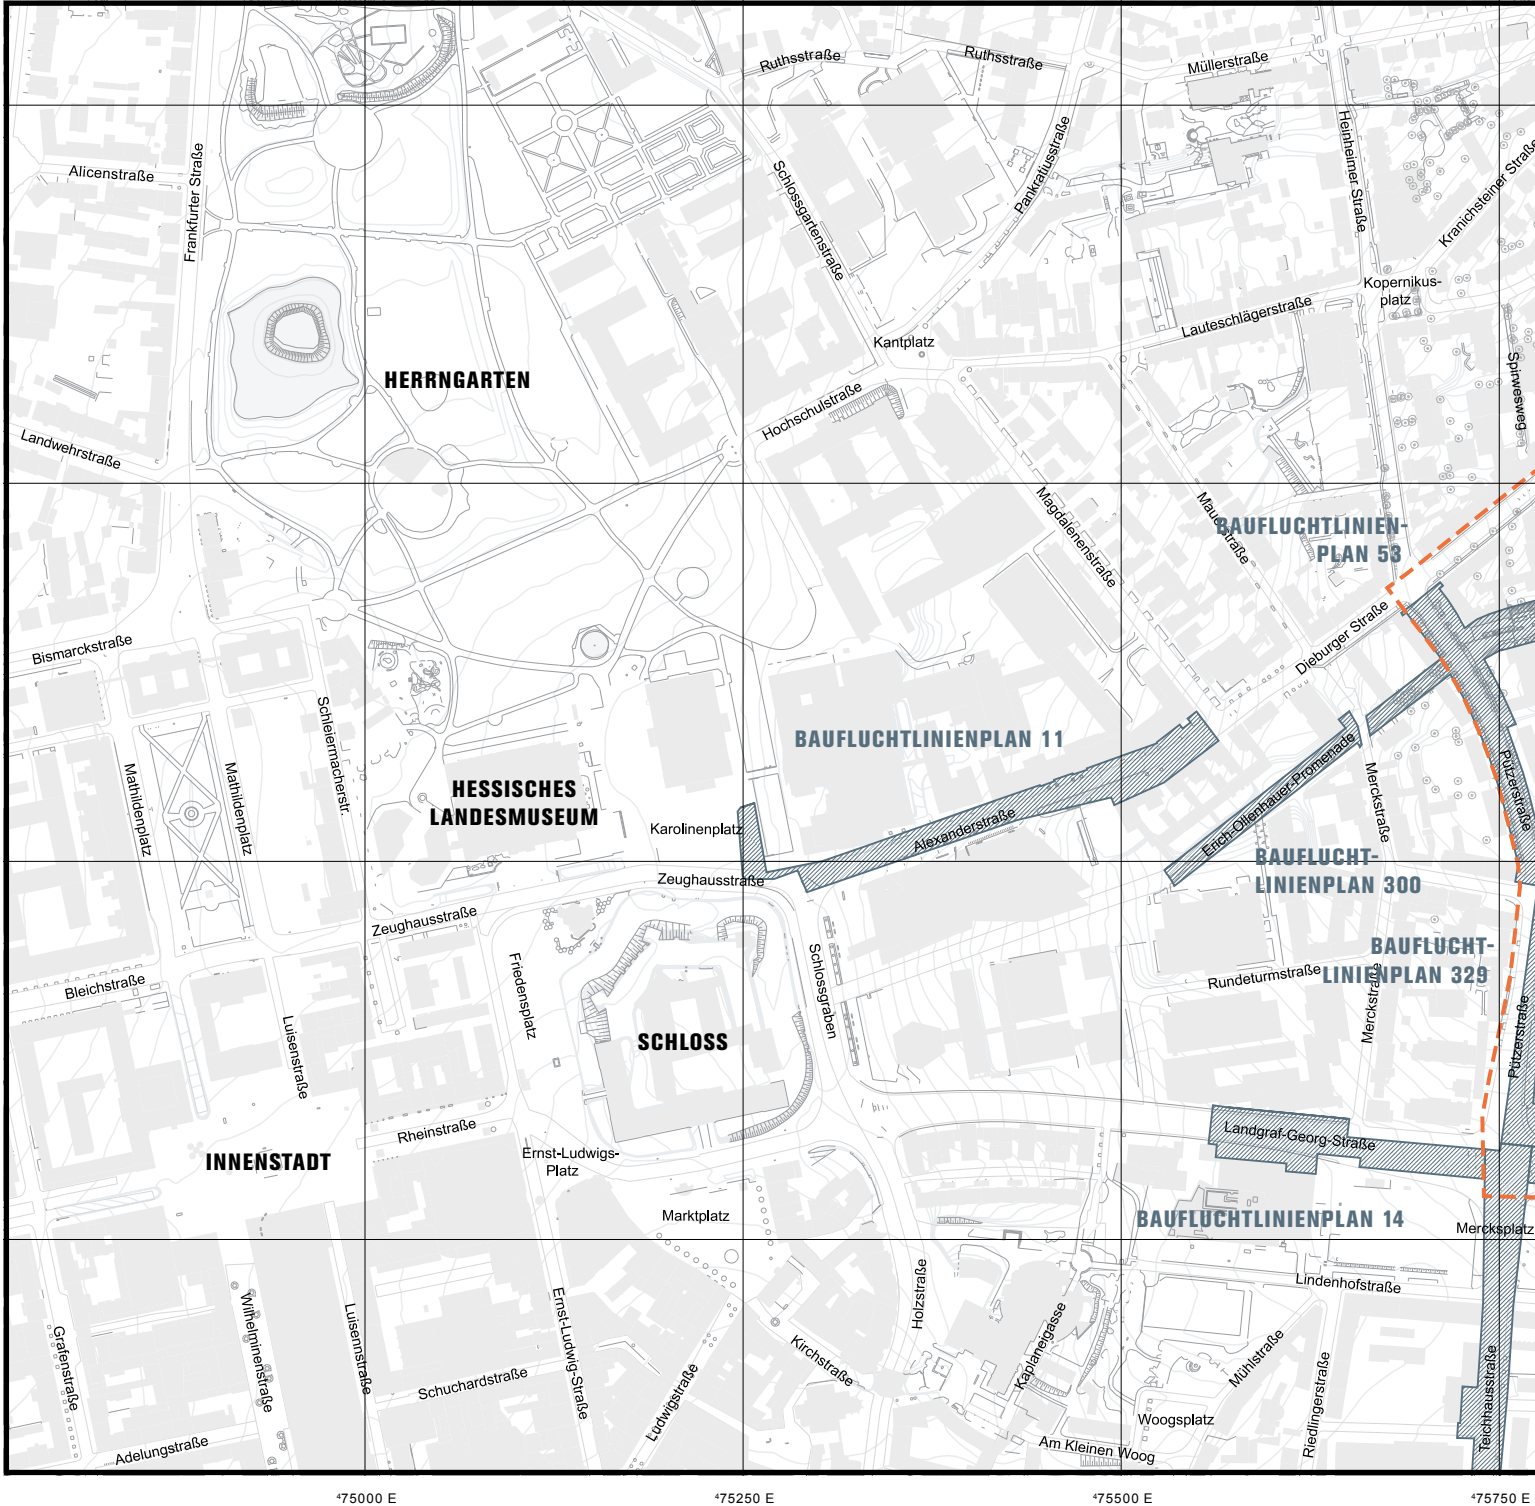 Ruthsstraße
Ruthsstraße
Müllerstraße
Alicenstraße
Frankfurter Straße
Schlossgartenstraße
Pankratiusstraße
Heinheimer Straße
Kranichsteiner Straße
Kopernikus-
platz
Lauteschlägerstraße
Kantplatz
Spirwesweg
HERRNGARTEN
Hochschulstraße
Landwehrstraße
Magdalenenstraße
Mauerstraße
BAUFLUCHTLINIEN-
PLAN 53
Dieburger Straße
Bismarckstraße
Schleiermacherstr.
Mathildenplatz
Mathildenplatz
BAUFLUCHTLINIENPLAN 11
HESSISCHES
LANDESMUSEUM
Karolinenplatz
Alexanderstraße
Erich-Ollenhauer-Promenade
Merckstraße
Pützerstraße
BAUFLUCHT-
LINIENPLAN 300
Zeughausstraße
Zeughausstraße
BAUFLUCHT-
LINIENPLAN 329
Bleichstraße
Friedensplatz
Schlossgraben
Rundeturmstraße
Merckstraße
Luisenstraße
SCHLOSS
Pützerstraße
Rheinstraße
Ernst-Ludwigs-
Platz
Landgraf-Georg-Straße
INNENSTADT
Marktplatz
BAUFLUCHTLINIENPLAN 14
Mercksplatz
Lindenhofstraße
Holzstraße
Grafenstraße
Wilhelminenstraße
Luisennstraße
Ernst-Ludwig-Straße
Schuchardstraße
Kirchstraße
Kaplaneigasse
Mühlstraße
Ludwigstraße
Woogsplatz
Riedlingerstraße
Teichhausstraße
Adelungstraße
Am Kleinen Woog
⁴75000 E
⁴75250 E
⁴75500 E
⁴75750 E